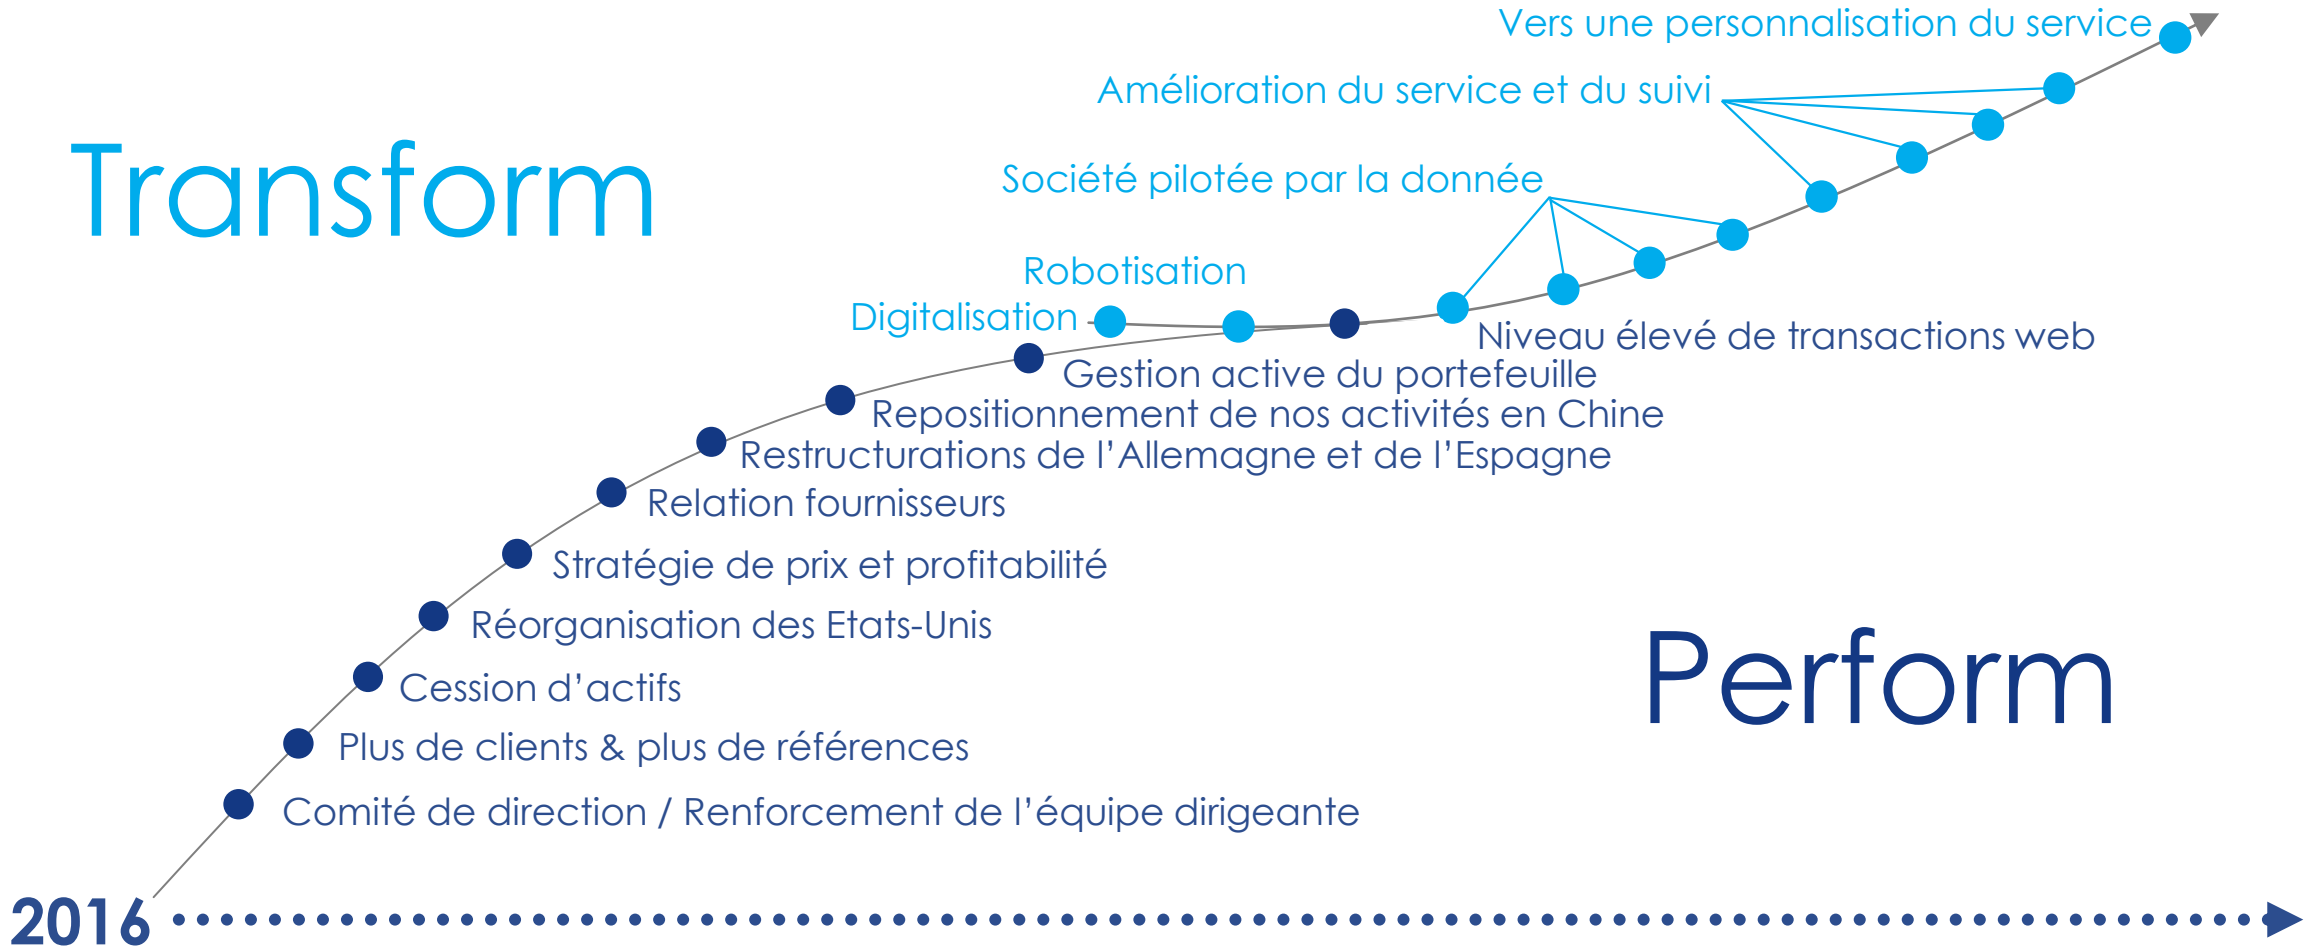 Vers une personnalisation du service
Amélioration du service et du suivi
Transform
Société pilotée par la donnée
Robotisation
Digitalisation
Niveau élevé de transactions web
Gestion active du portefeuille
Repositionnement de nos activités en Chine
Restructurations de l’Allemagne et de l’Espagne
Relation fournisseurs
Stratégie de prix et profitabilité
Réorganisation des Etats-Unis
Perform
Cession d’actifs
Plus de clients & plus de références
Comité de direction / Renforcement de l’équipe dirigeante
2016